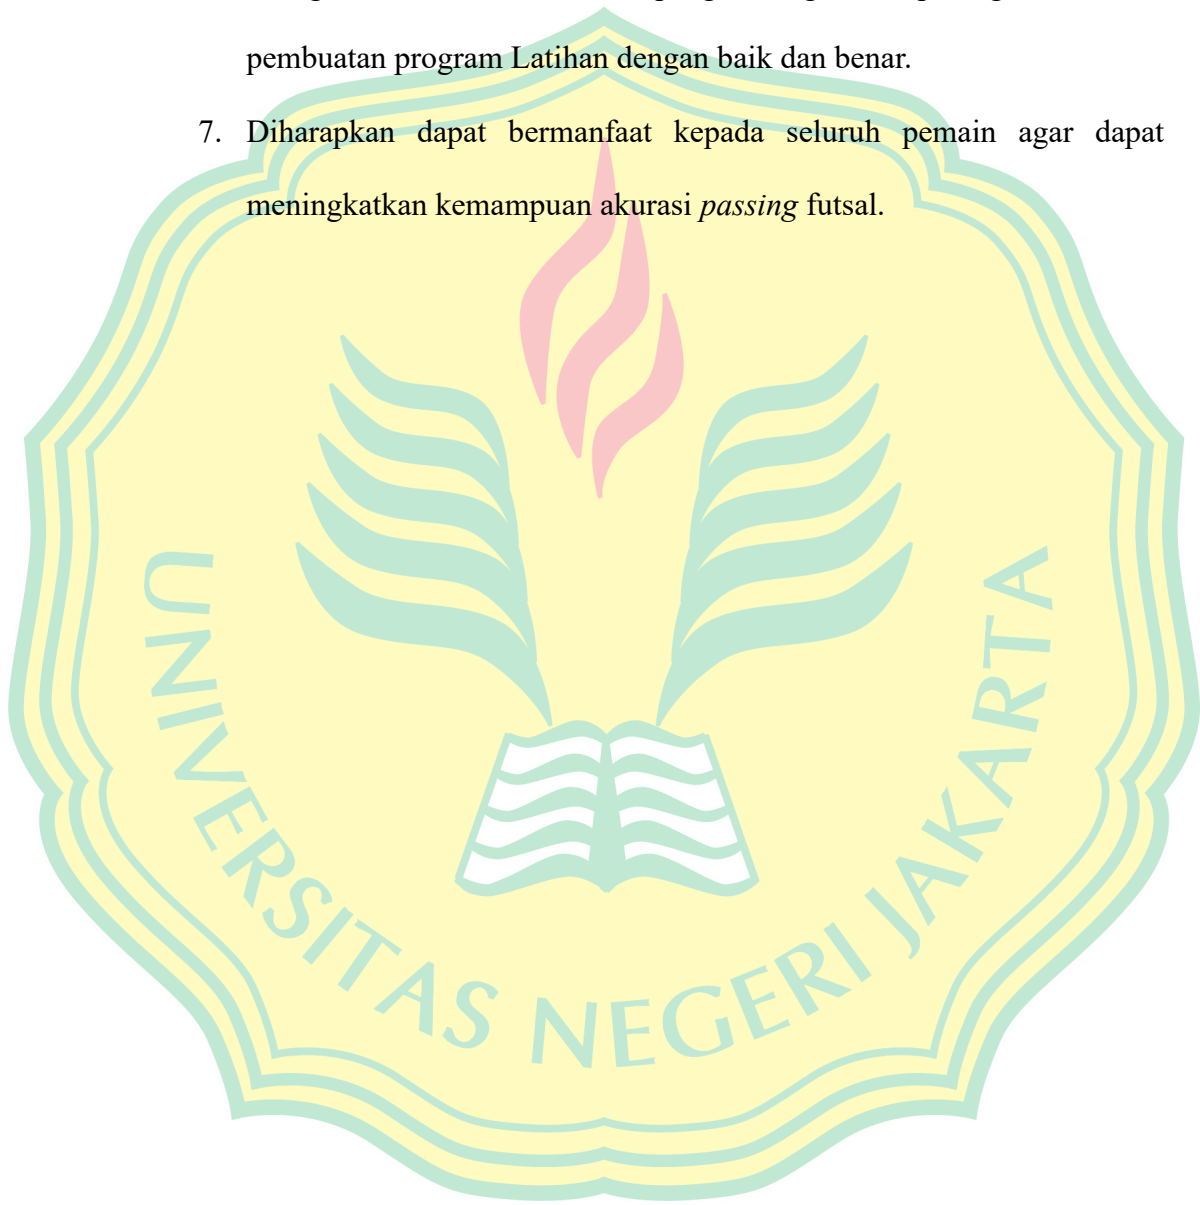 pembuatan program Latihan dengan baik dan benar.
7. Diharapkan dapat bermanfaat kepada seluruh pemain agar dapat
meningkatkan kemampuan akurasi passing futsal.
UNIVERSITAS NEGERI JAKARTA